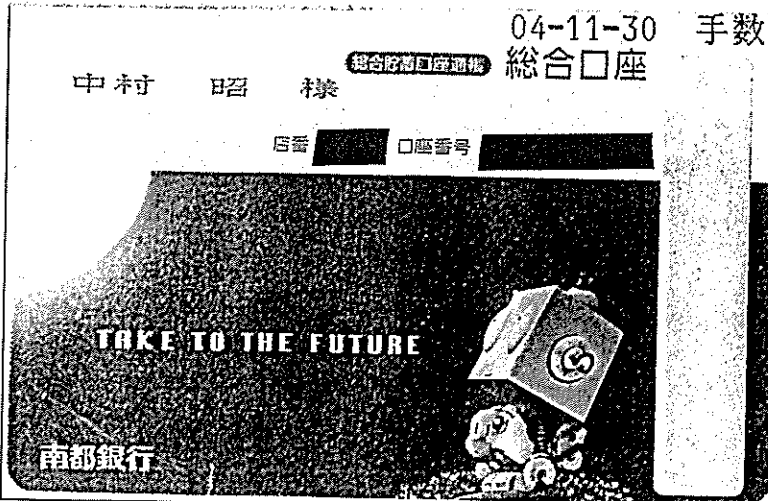 04-11-30 手数
総合口座
総合貯蓄口座通帳
中村 昭 様
店番 口座番号
TAKE TO THE FUTURE
南都銀行